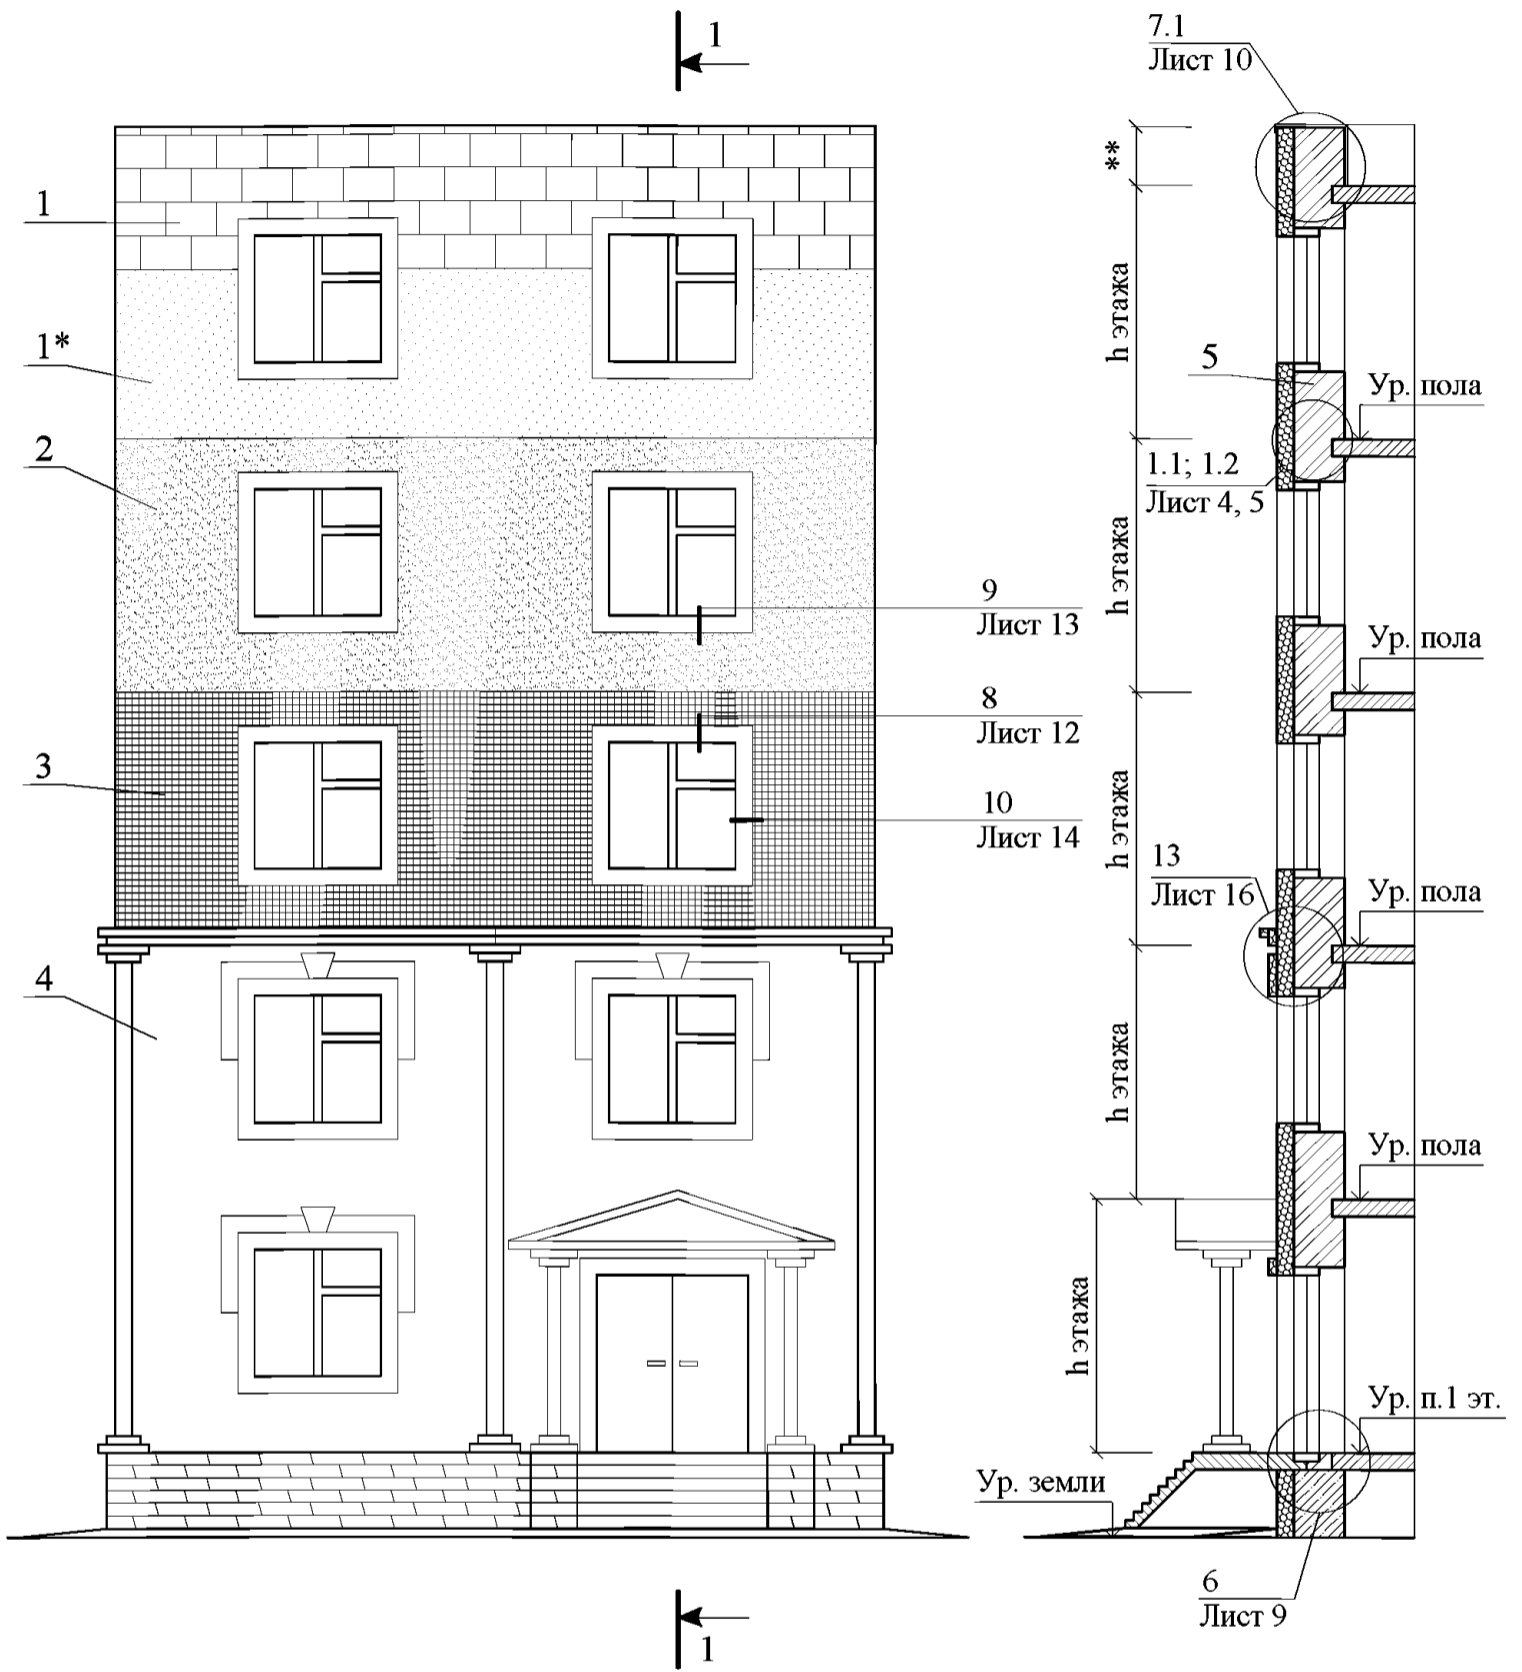 1
7.1
Лист 10
**
1
h этажа
1*
5
Ур. пола
2
1.1; 1.2
Лист 4, 5
h этажа
9
Лист 13
Ур. пола
8
Лист 12
3
h этажа
10
Лист 14
13
Лист 16
Ур. пола
4
h этажа
Ур. пола
h этажа
Ур. п.1 эт.
Ур. земли
6
Лист 9
1